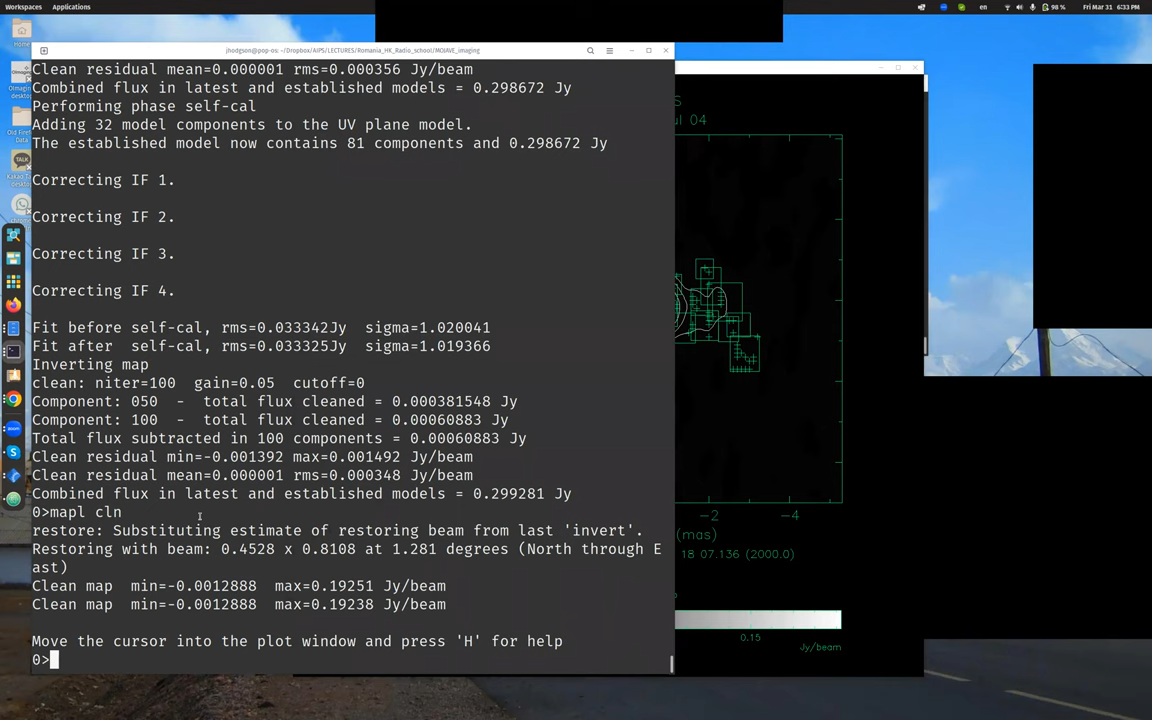 Workspaces Applications
en 98 % Fri Mar 31 6:33 PM
Home
jhodgson@pop-os: ~/Dropbox/AIPS/LECTURES/Romania_HK_Radio_school/MOJAVE_imaging
Clean residual mean=0.000001 rms=0.000356 Jy/beam
Combined flux in latest and established models = 0.298672 Jy
Performing phase self-cal
Adding 32 model components to the UV plane model.
The established model now contains 81 components and 0.298672 Jy
Correcting IF 1.
Correcting IF 2.
Correcting IF 3.
Correcting IF 4.
Fit before self-cal, rms=0.033342Jy sigma=1.020041
Fit after self-cal, rms=0.033325Jy sigma=1.019366
Inverting map
clean: niter=100 gain=0.05 cutoff=0
Component: 050 - total flux cleaned = 0.000381548 Jy
Component: 100 - total flux cleaned = 0.00060883 Jy
Total flux subtracted in 100 components = 0.00060883 Jy
Clean residual min=-0.001392 max=0.001492 Jy/beam
Clean residual mean=0.000001 rms=0.000348 Jy/beam
Combined flux in latest and established models = 0.299281 Jy
0>mapl cln
restore: Substituting estimate of restoring beam from last 'invert'.
Restoring with beam: 0.4528 x 0.8108 at 1.281 degrees (North through E
ast)
Clean map min=-0.0012888 max=0.19251 Jy/beam
Clean map min=-0.0012888 max=0.19238 Jy/beam
Move the cursor into the plot window and press 'H' for help
0>
S
ul 04
−2 −4
(mas)
18 07.136 (2000.0)
0.15
Jy/beam
Old Firef
Data
TALK